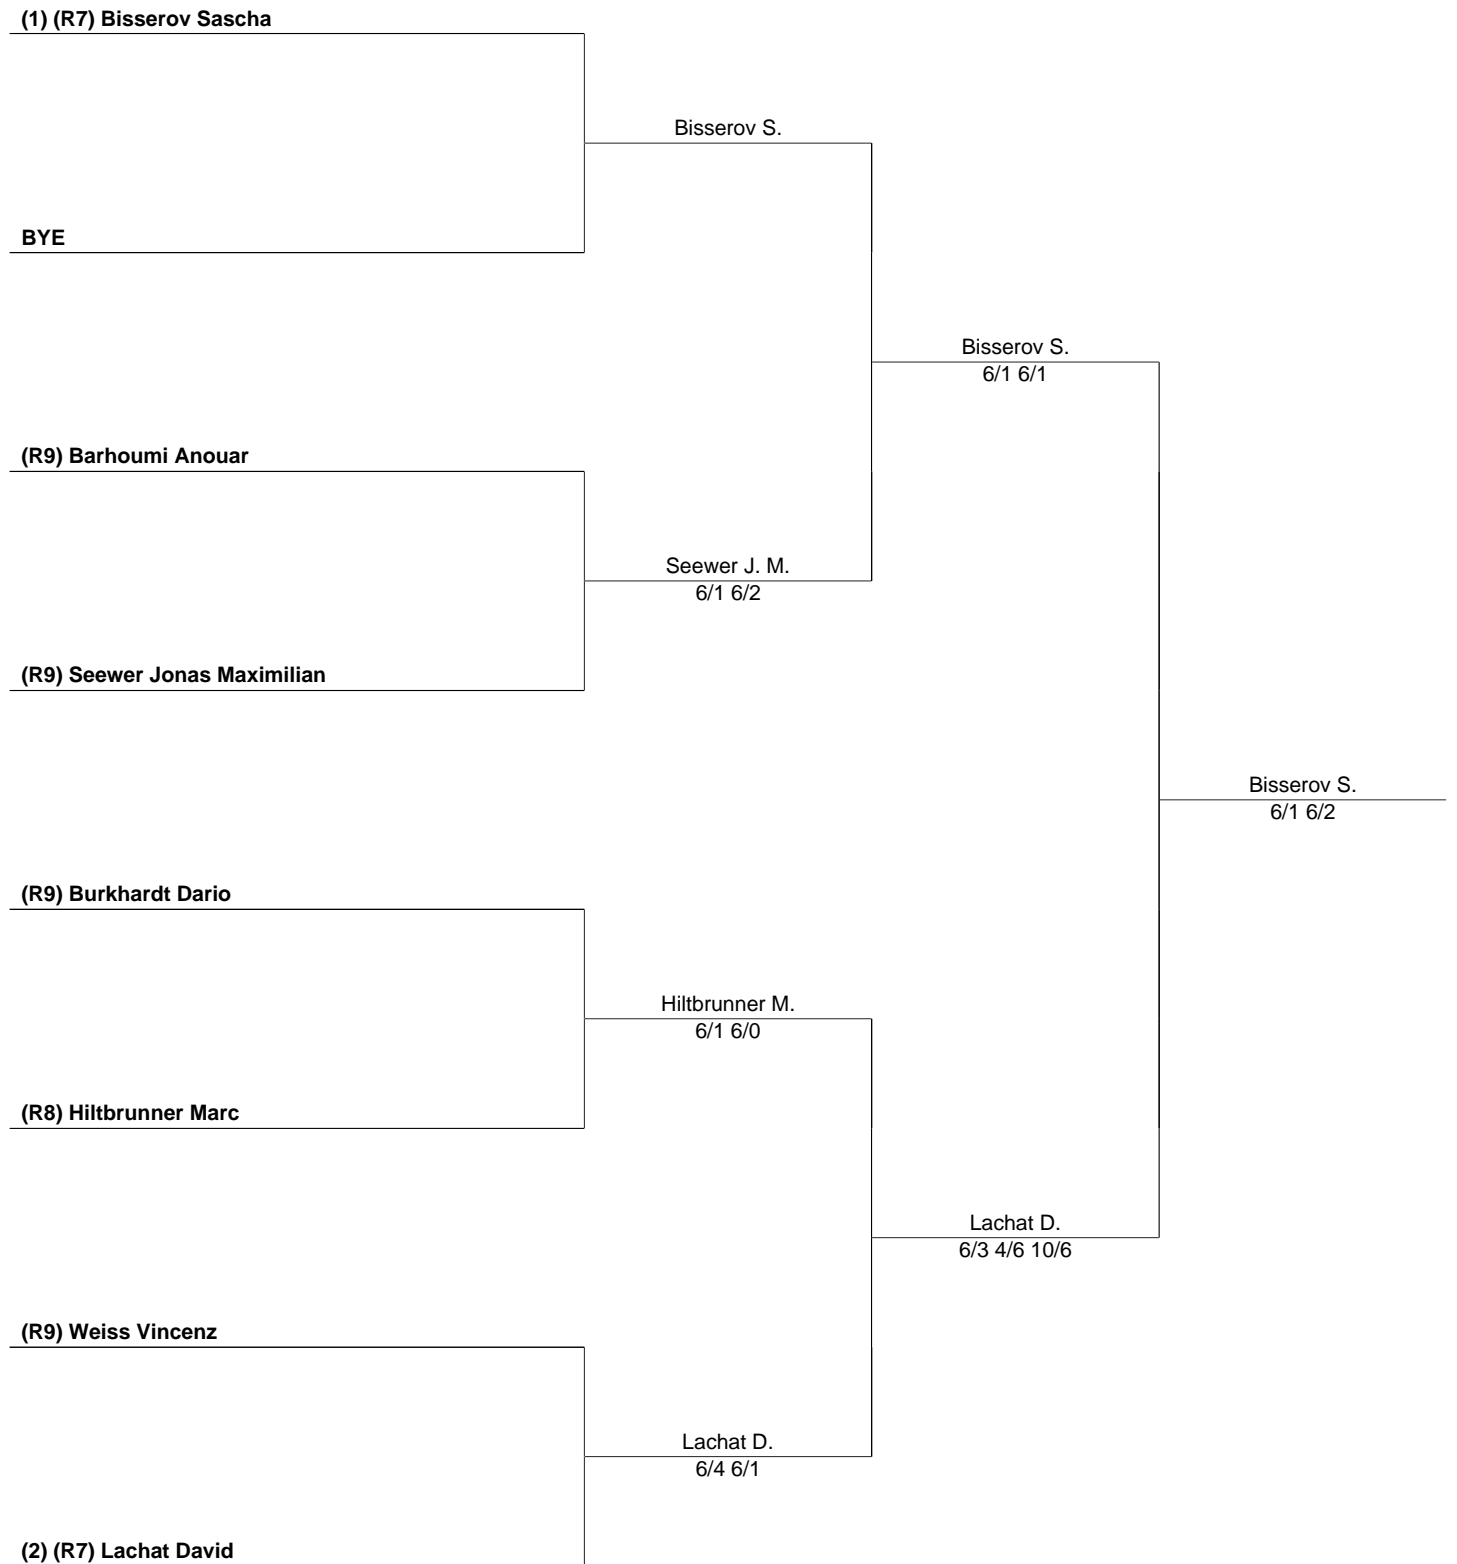 (1) (R7) Bisserov Sascha
Bisserov S.
BYE
Bisserov S.
6/1 6/1
(R9) Barhoumi Anouar
Seewer J. M.
6/1 6/2
(R9) Seewer Jonas Maximilian
Bisserov S.
6/1 6/2
(R9) Burkhardt Dario
Hiltbrunner M.
6/1 6/0
(R8) Hiltbrunner Marc
Lachat D.
6/3 4/6 10/6
(R9) Weiss Vincenz
Lachat D.
6/4 6/1
(2) (R7) Lachat David